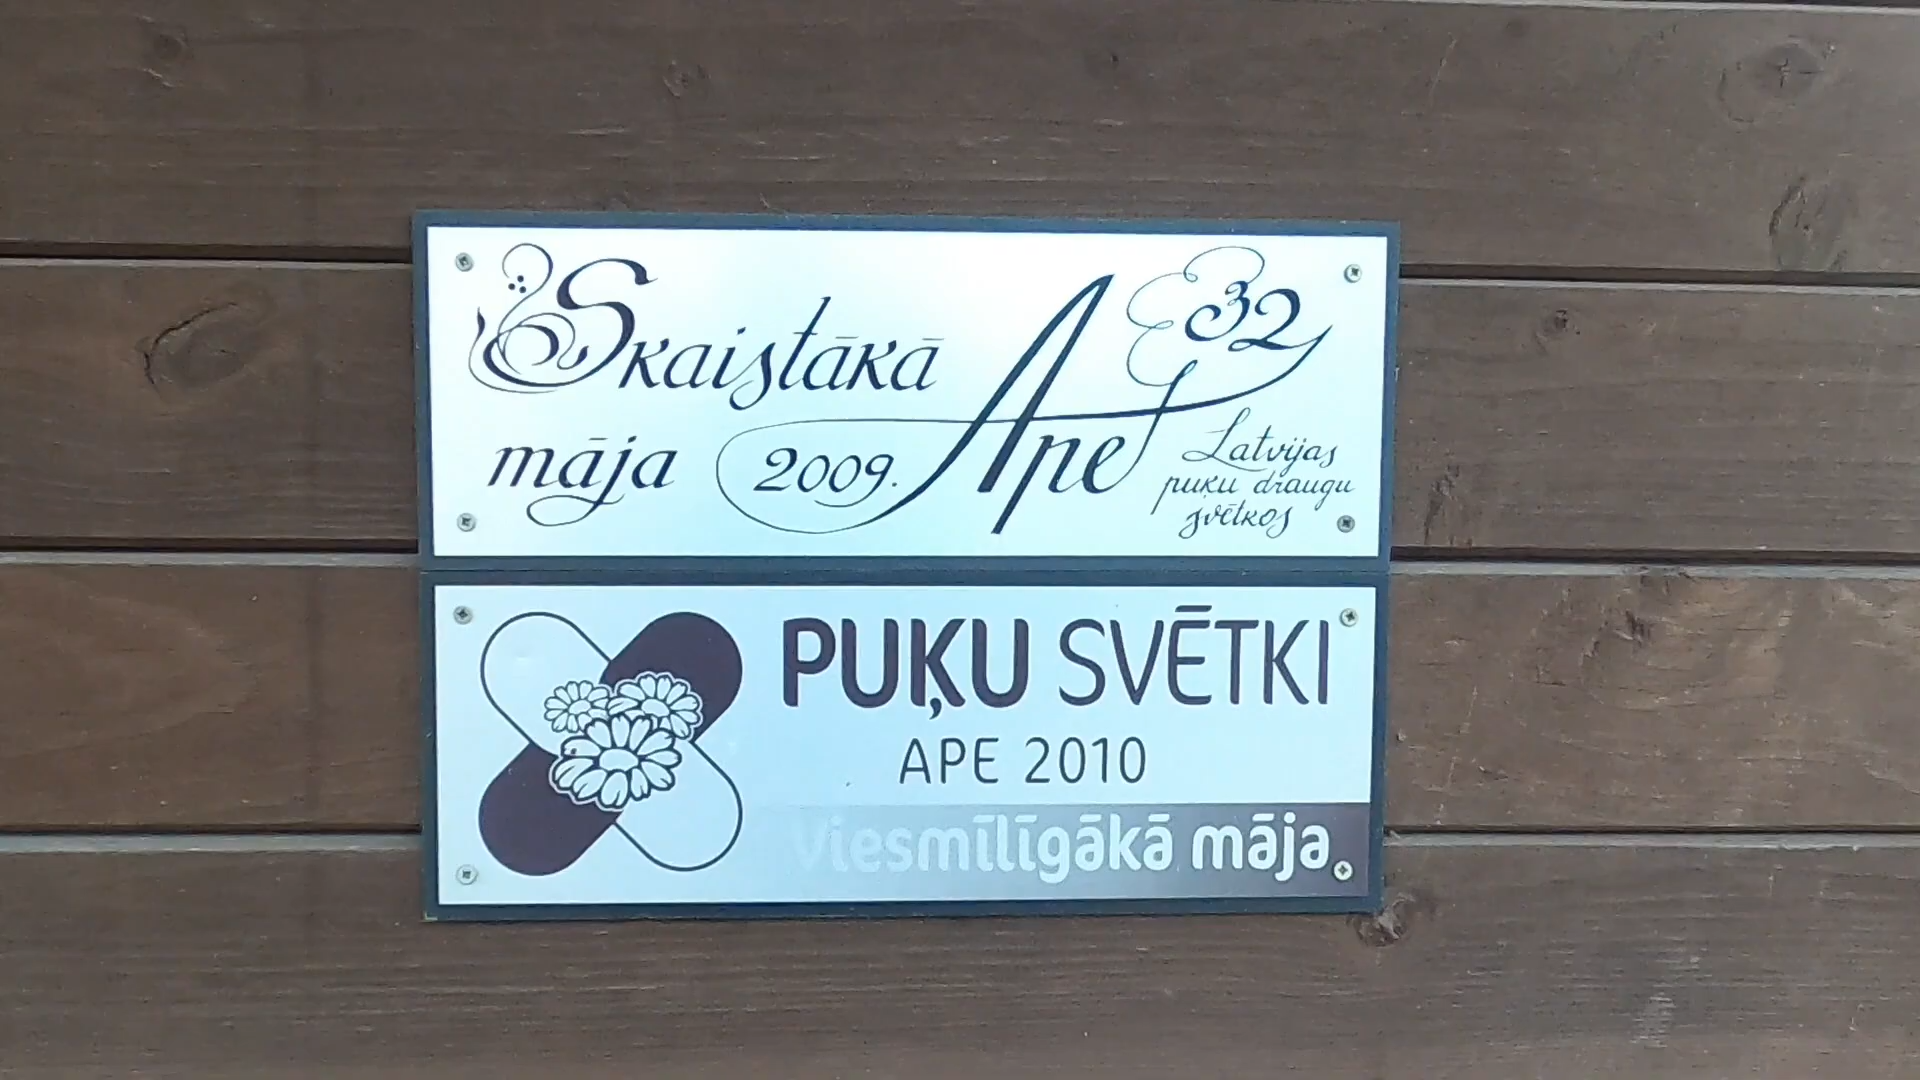 Skaistākā
māja 2009. Ape 32
Latvijas
puķu draugu
svētkos
PUĶU SVĒTKI
APE 2010
viesmīlīgākā māja